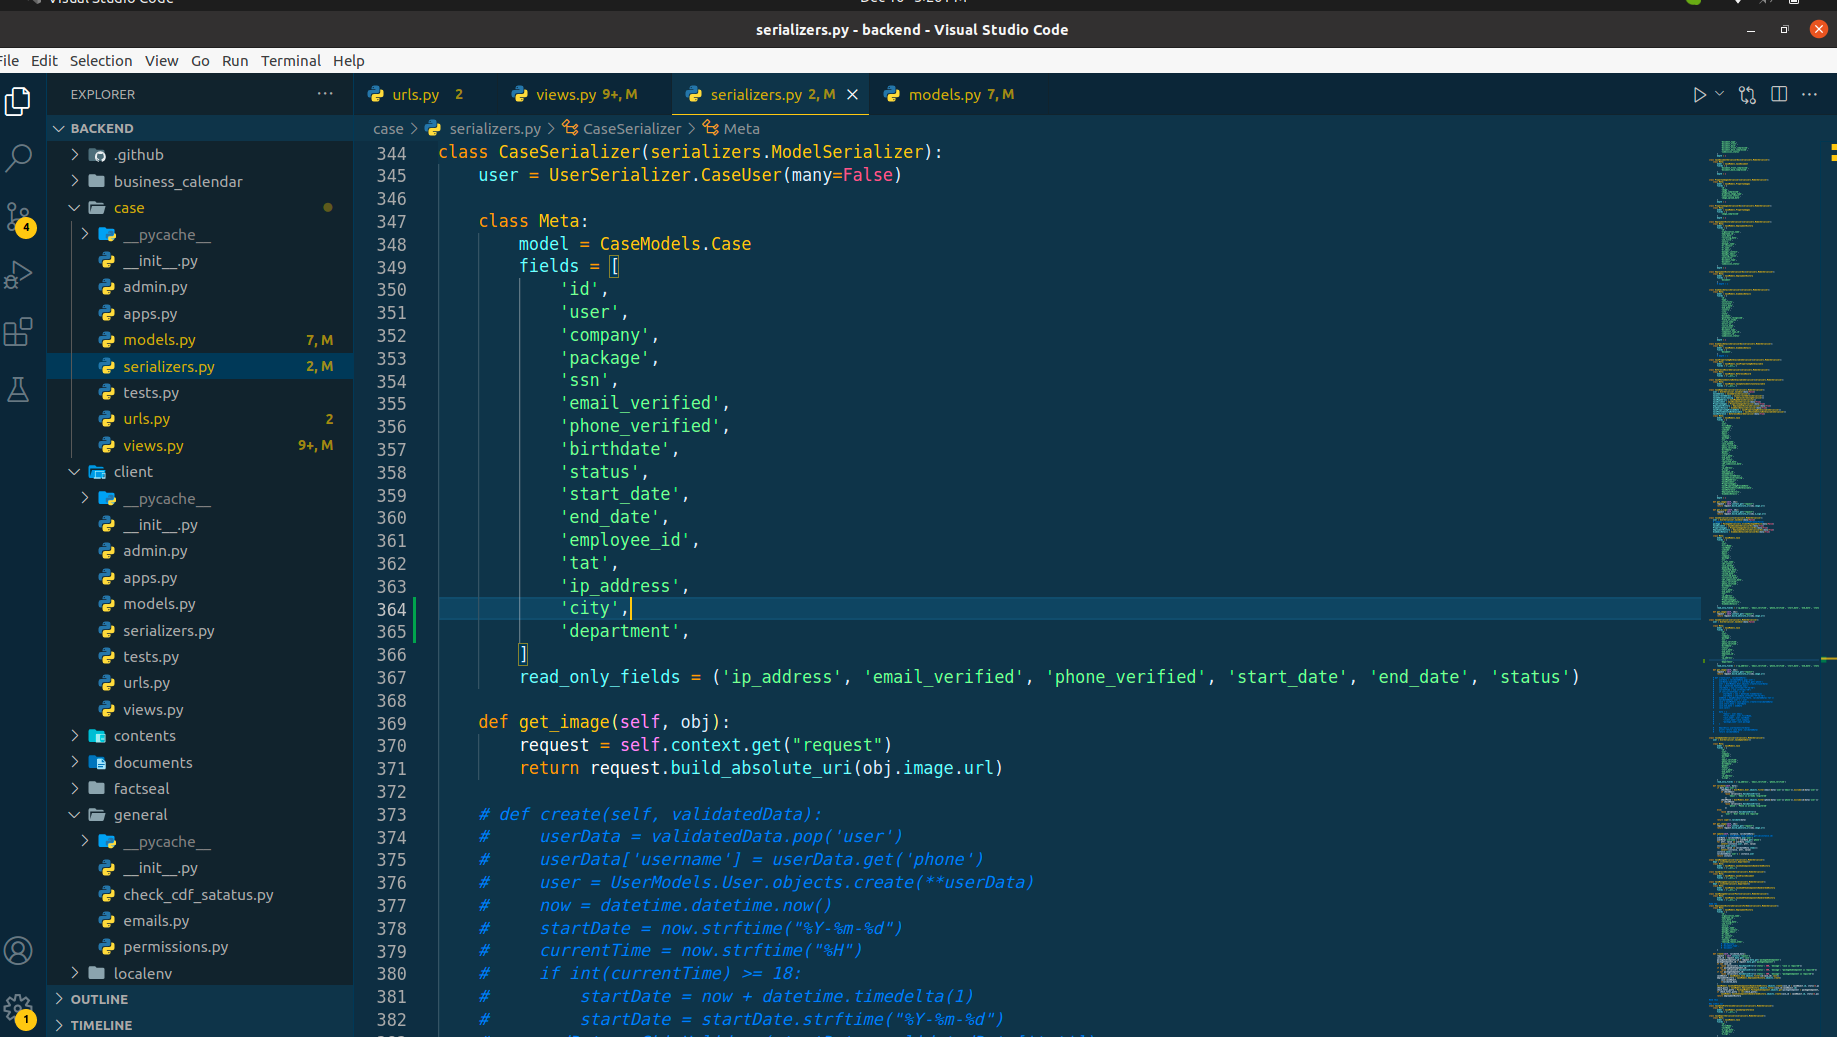 Visual Studio Code
serializers.py - backend - Visual Studio Code
File Edit Selection View Go Run Terminal Help
EXPLORER
urls.py 2
views.py 9+, M
serializers.py 2, M
models.py 7, M
BACKEND
case > serializers.py > CaseSerializer > Meta
.github
business_calendar
case
__pycache__
__init__.py
admin.py
apps.py
models.py 7, M
serializers.py 2, M
tests.py
urls.py 2
views.py 9+, M
client
__pycache__
__init__.py
admin.py
apps.py
models.py
serializers.py
tests.py
urls.py
views.py
contents
documents
factseal
general
__pycache__
__init__.py
check_cdf_satatus.py
emails.py
permissions.py
localenv
OUTLINE
TIMELINE
4
1
344 class CaseSerializer(serializers.ModelSerializer):
345 user = UserSerializer.CaseUser(many=False)
346
347 class Meta:
348 model = CaseModels.Case
349 fields = [
350 'id',
351 'user',
352 'company',
353 'package',
354 'ssn',
355 'email_verified',
356 'phone_verified',
357 'birthdate',
358 'status',
359 'start_date',
360 'end_date',
361 'employee_id',
362 'tat',
363 'ip_address',
364 'city',
365 'department',
366 ]
367 read_only_fields = ('ip_address', 'email_verified', 'phone_verified', 'start_date', 'end_date', 'status')
368
369 def get_image(self, obj):
370 request = self.context.get("request")
371 return request.build_absolute_uri(obj.image.url)
372
373 # def create(self, validatedData):
374 # userData = validatedData.pop('user')
375 # userData['username'] = userData.get('phone')
376 # user = UserModels.User.objects.create(**userData)
377 # now = datetime.datetime.now()
378 # startDate = now.strftime("%Y-%m-%d")
379 # currentTime = now.strftime("%H")
380 # if int(currentTime) >= 18:
381 # startDate = now + datetime.timedelta(1)
382 # startDate = startDate.strftime("%Y-%m-%d")